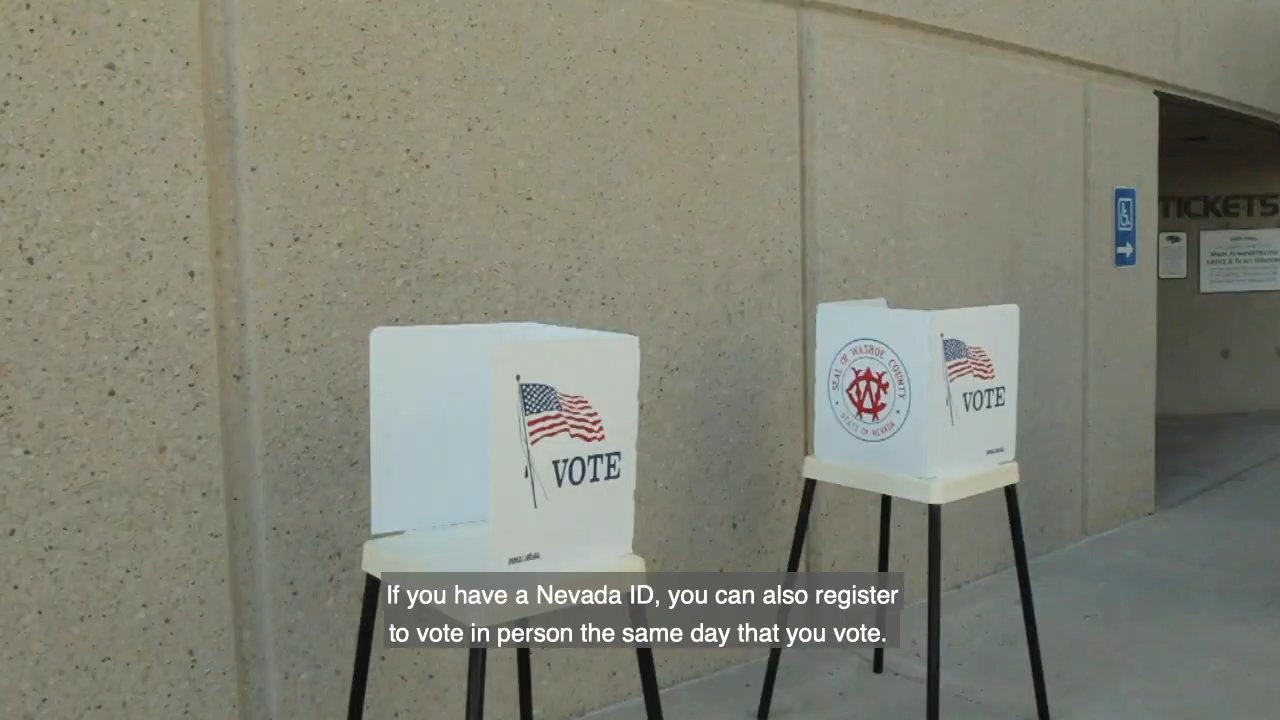 TICKETS
SEAL OF WASHOE COUNTY
STATE OF NEVADA
VOTE
VOTE
If you have a Nevada ID, you can also register
to vote in person the same day that you vote.